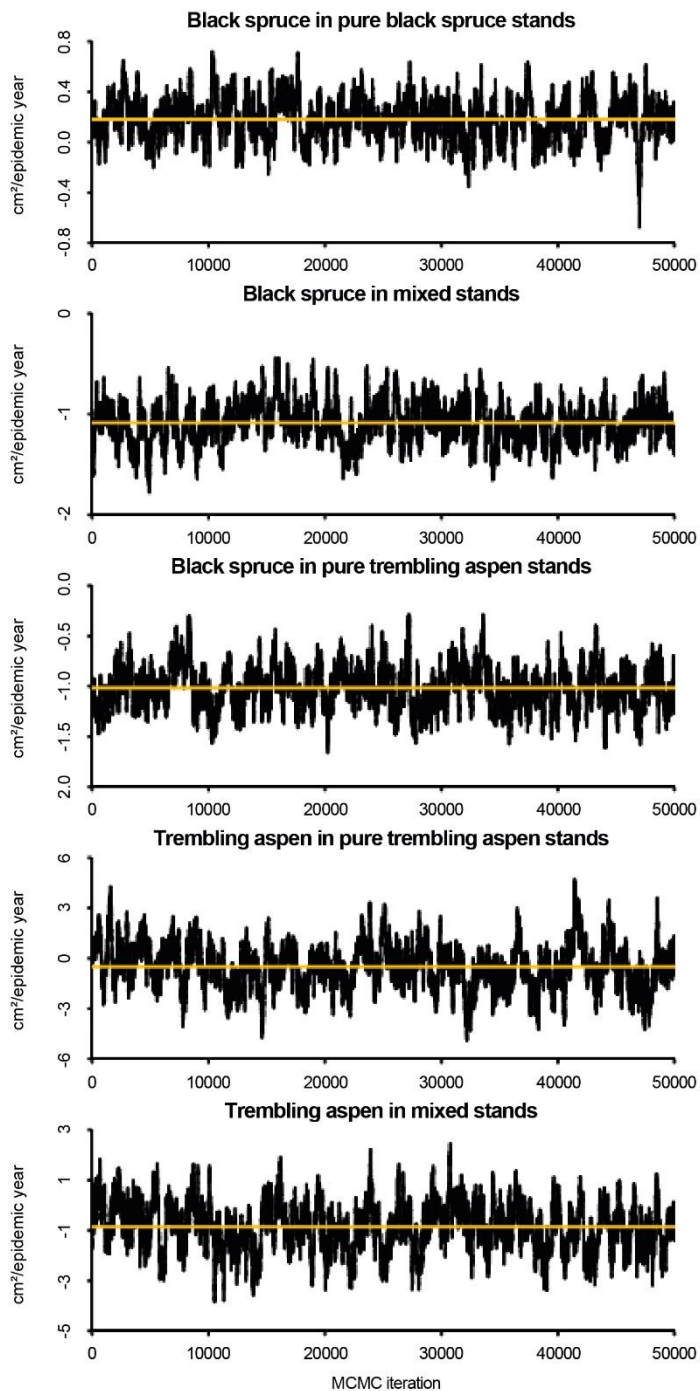 Black spruce in pure black spruce stands
cm²/epidemic year
0.8
0.4
0.0
-0.4
-0.8
0 10000 20000 30000 40000 50000
Black spruce in mixed stands
cm²/epidemic year
0
-1
-2
0 10000 20000 30000 40000 50000
Black spruce in pure trembling aspen stands
cm²/epidemic year
0.0
-0.5
-1.0
-1.5
2.0
0 10000 20000 30000 40000 50000
Trembling aspen in pure trembling aspen stands
cm²/epidemic year
6
3
0
-3
-6
0 10000 20000 30000 40000 50000
Trembling aspen in mixed stands
cm²/epidemic year
3
1
-1
-3
-5
0 10000 20000 30000 40000 50000
MCMC iteration